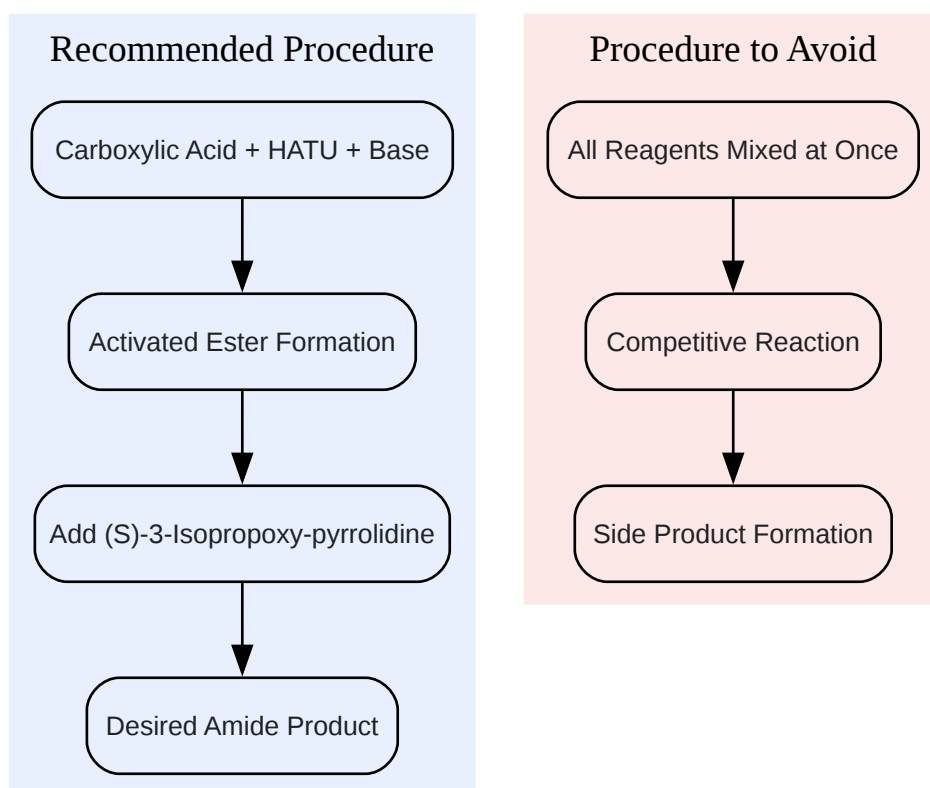 Recommended Procedure
Carboxylic Acid + HATU + Base
Activated Ester Formation
Add (S)-3-Isopropoxy-pyrrolidine
Desired Amide Product
Procedure to Avoid
All Reagents Mixed at Once
Competitive Reaction
Side Product Formation